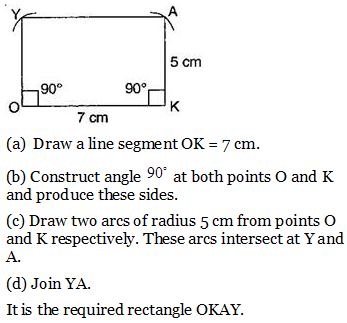 Y A
5 cm
90° 90°
O K
7 cm
(a) Draw a line segment OK = 7 cm.
(b) Construct angle 90° at both points O and K
and produce these sides.
(c) Draw two arcs of radius 5 cm from points O
and K respectively. These arcs intersect at Y and
A.
(d) Join YA.
It is the required rectangle OKAY.